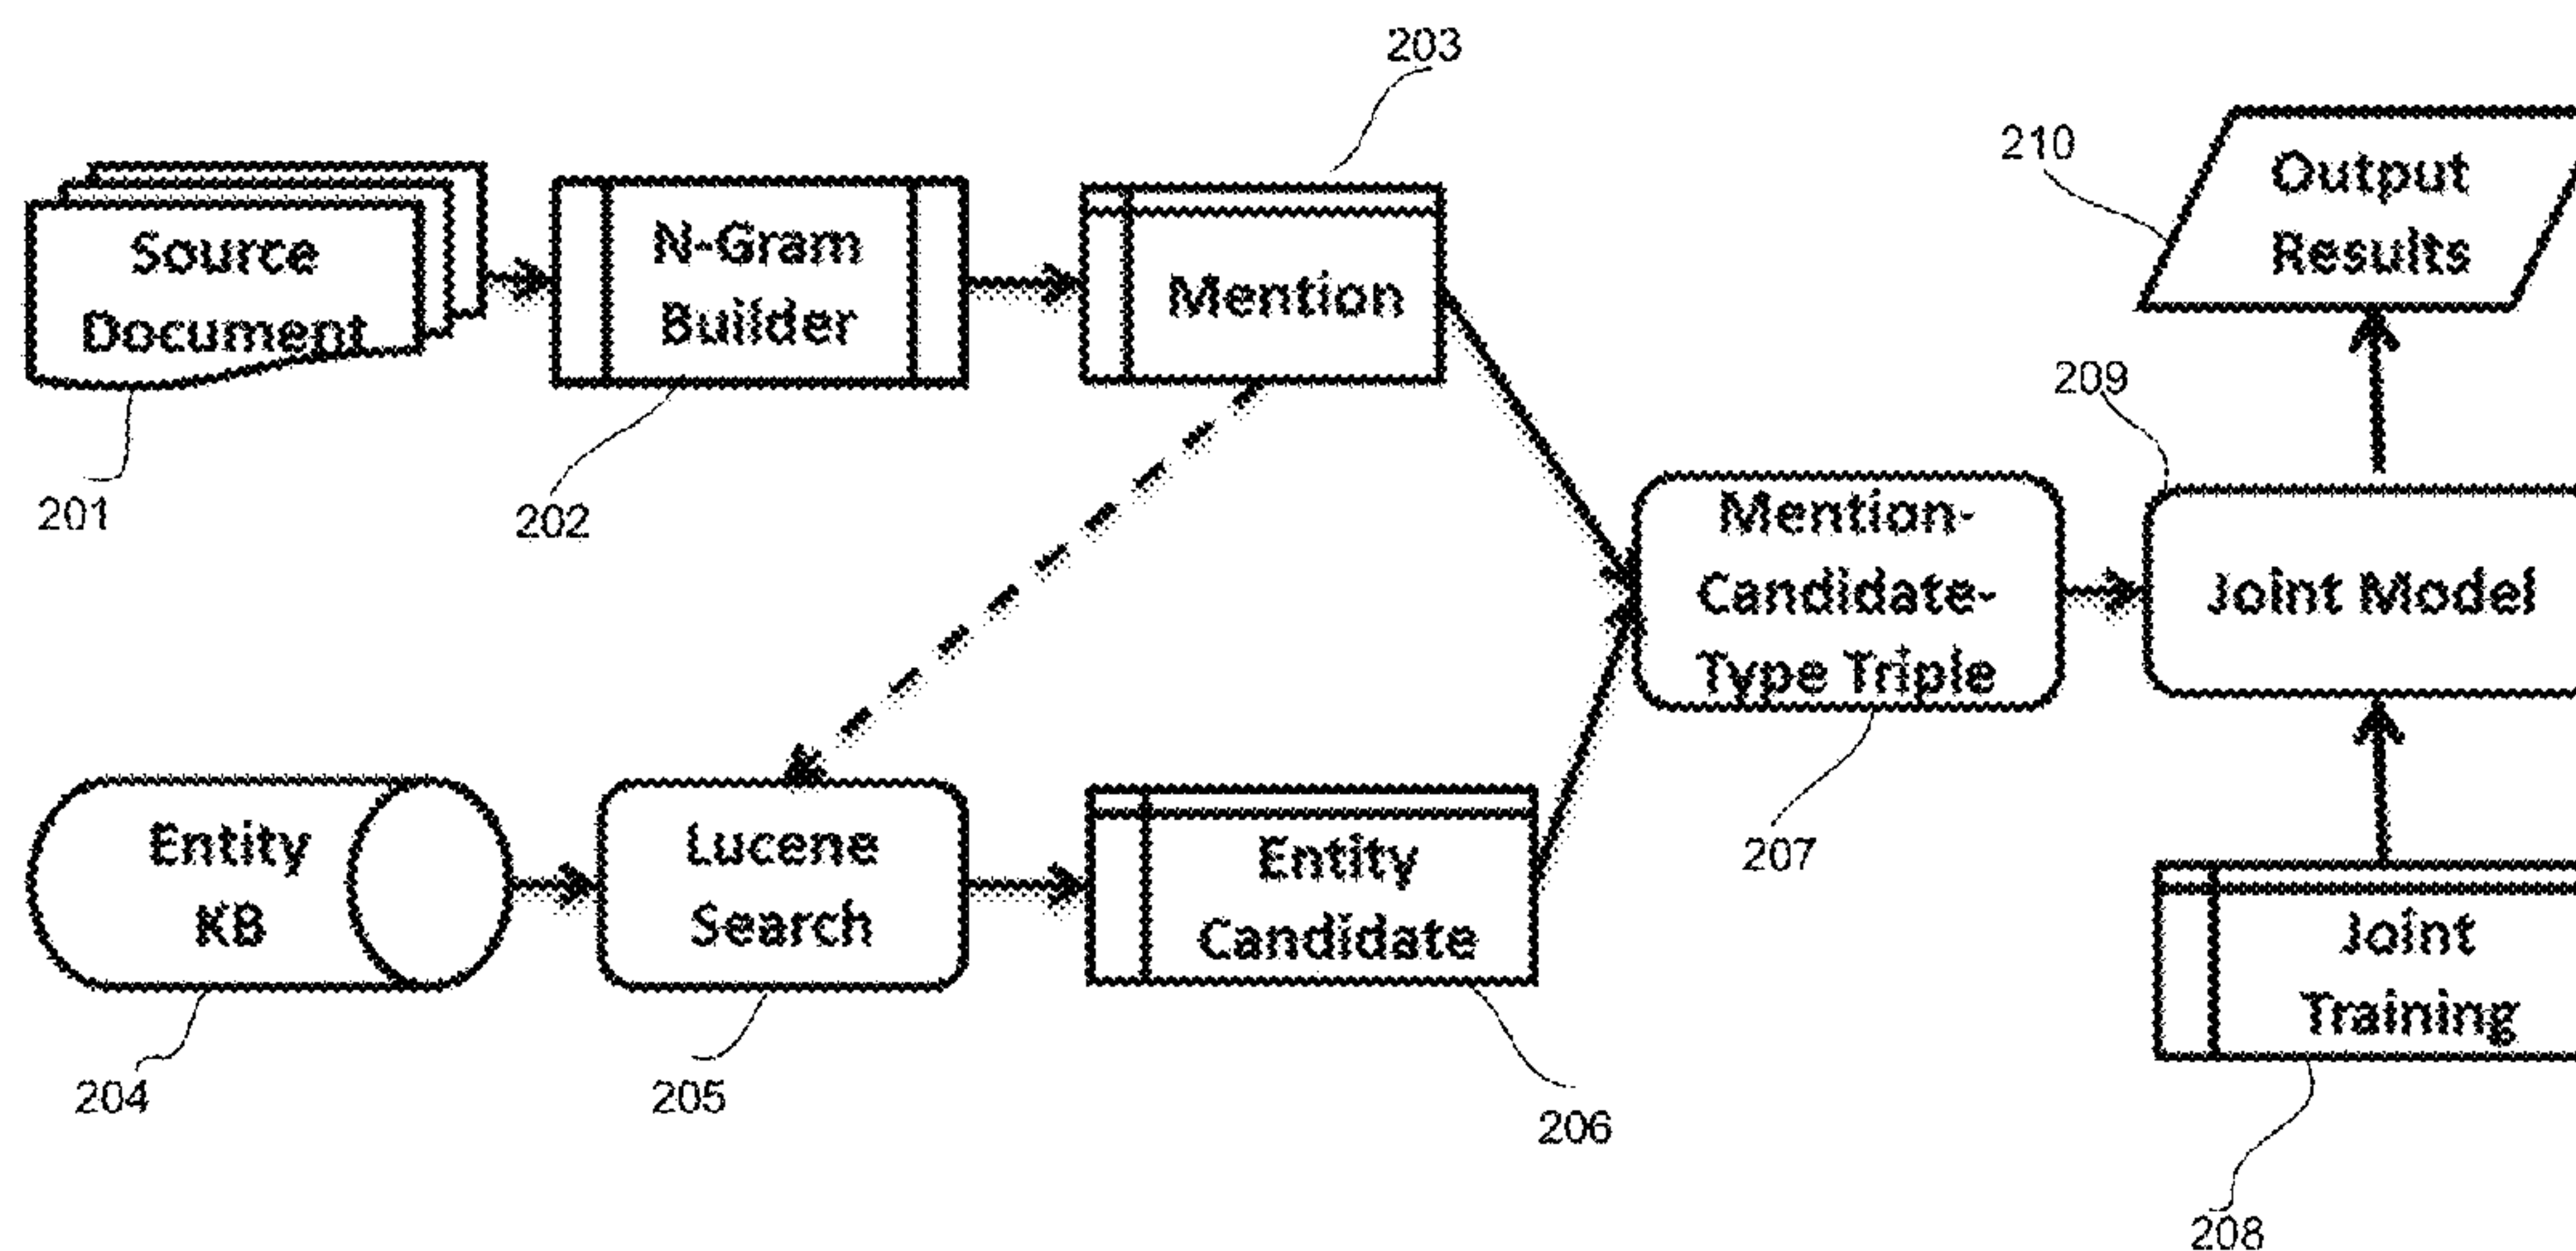 203
210
Output
Results
Source
Document
N-Gram
Builder
Mention
209
201
202
Mention-
Candidate-
Type Triple
Joint Model
207
Entity
KB
Lucene
Search
Entity
Candidate
Joint
Training
204
205
206
208